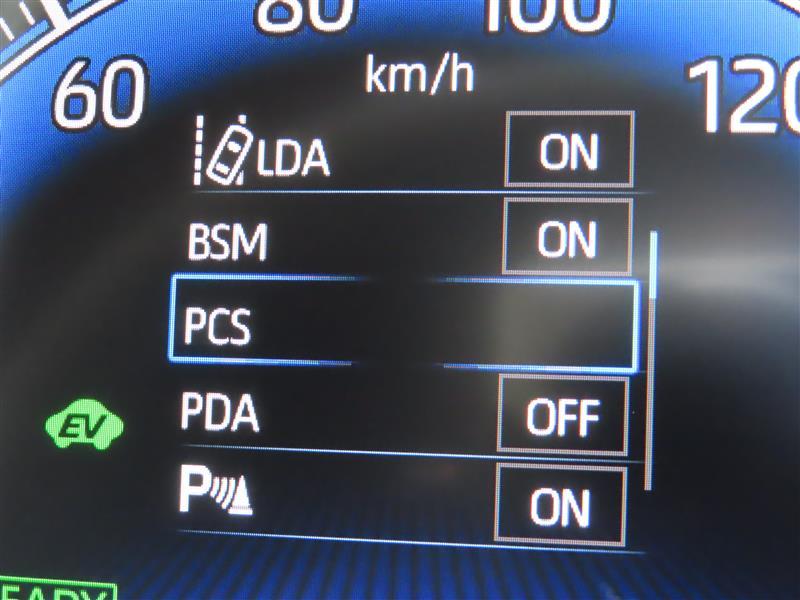 80 100
60 km/h 120
LDA ON
BSM ON
PCS
PDA OFF
EV
P ON